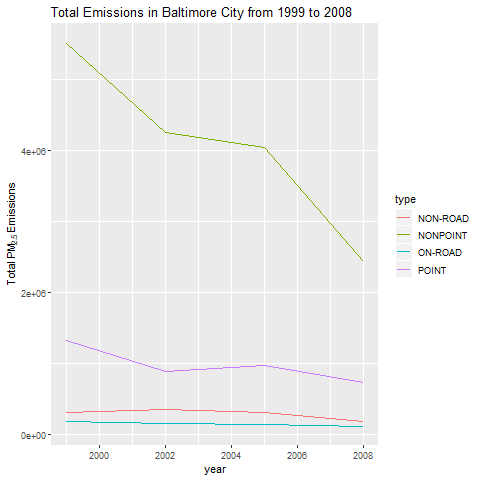 Total Emissions in Baltimore City from 1999 to 2008
4e+06
2e+06
0e+00
Total PM2.5 Emissions
2000 2002 2004 2006 2008
year
type
NON-ROAD
NONPOINT
ON-ROAD
POINT